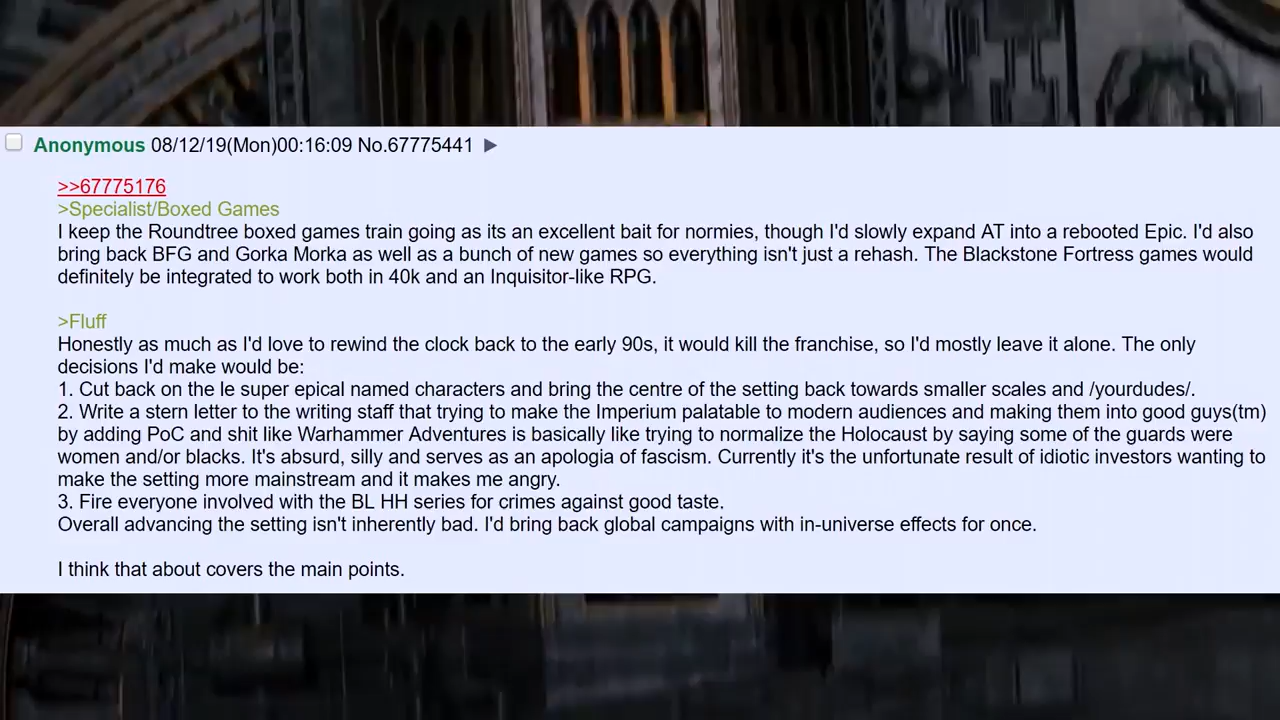 Anonymous 08/12/19(Mon)00:16:09 No.67775441 ▶
>>67775176
>Specialist/Boxed Games
I keep the Roundtree boxed games train going as its an excellent bait for normies, though I'd slowly expand AT into a rebooted Epic. I'd also
bring back BFG and Gorka Morka as well as a bunch of new games so everything isn't just a rehash. The Blackstone Fortress games would
definitely be integrated to work both in 40k and an Inquisitor-like RPG.
>Fluff
Honestly as much as I'd love to rewind the clock back to the early 90s, it would kill the franchise, so I'd mostly leave it alone. The only
decisions I'd make would be:
1. Cut back on the le super epical named characters and bring the centre of the setting back towards smaller scales and /yourdudes/.
2. Write a stern letter to the writing staff that trying to make the Imperium palatable to modern audiences and making them into good guys(tm)
by adding PoC and shit like Warhammer Adventures is basically like trying to normalize the Holocaust by saying some of the guards were
women and/or blacks. It's absurd, silly and serves as an apologia of fascism. Currently it's the unfortunate result of idiotic investors wanting to
make the setting more mainstream and it makes me angry.
3. Fire everyone involved with the BL HH series for crimes against good taste.
Overall advancing the setting isn't inherently bad. I'd bring back global campaigns with in-universe effects for once.
I think that about covers the main points.